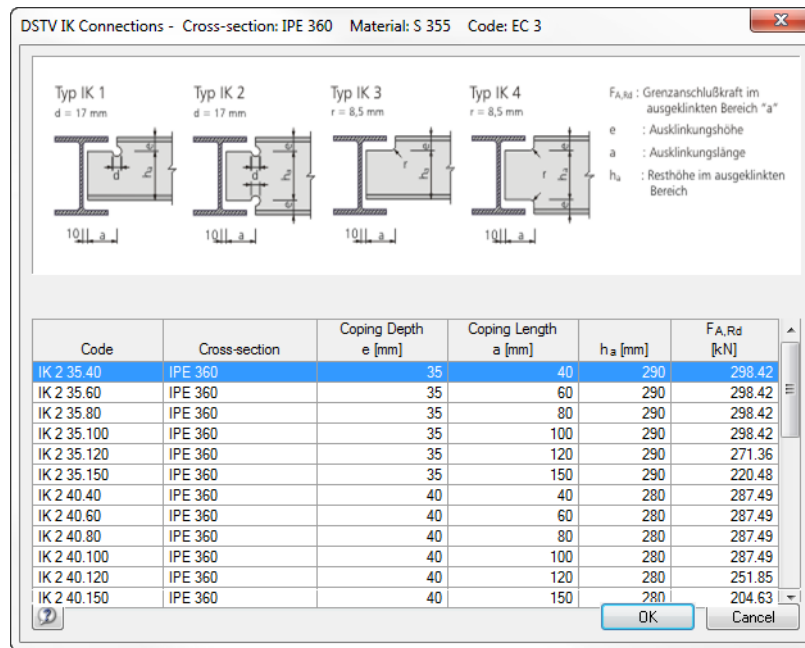 DSTV IK Connections - Cross-section: IPE 360 Material: S 355 Code: EC 3
Typ IK 1 Typ IK 2 Typ IK 3 Typ IK 4
d = 17 mm d = 17 mm r = 8,5 mm r = 8,5 mm
FA,Rd : Grenzanschlußkraft im
ausgeklinkten Bereich "a"
e : Ausklinkungshöhe
a : Ausklinkungslänge
ha : Resthöhe im ausgeklinkten
Bereich
e e e
d ha d ha r ha r ha
e e
10 a 10 a 10 a 10 a
Code Cross-section Coping Depth e [mm] Coping Length a [mm] ha [mm] FA,Rd [kN]
IK 2 35.40 IPE 360 35 40 290 298.42
IK 2 35.60 IPE 360 35 60 290 298.42
IK 2 35.80 IPE 360 35 80 290 298.42
IK 2 35.100 IPE 360 35 100 290 298.42
IK 2 35.120 IPE 360 35 120 290 271.36
IK 2 35.150 IPE 360 35 150 290 220.48
IK 2 40.40 IPE 360 40 40 280 287.49
IK 2 40.60 IPE 360 40 60 280 287.49
IK 2 40.80 IPE 360 40 80 280 287.49
IK 2 40.100 IPE 360 40 100 280 287.49
IK 2 40.120 IPE 360 40 120 280 251.85
IK 2 40.150 IPE 360 40 150 280 204.63
OK Cancel